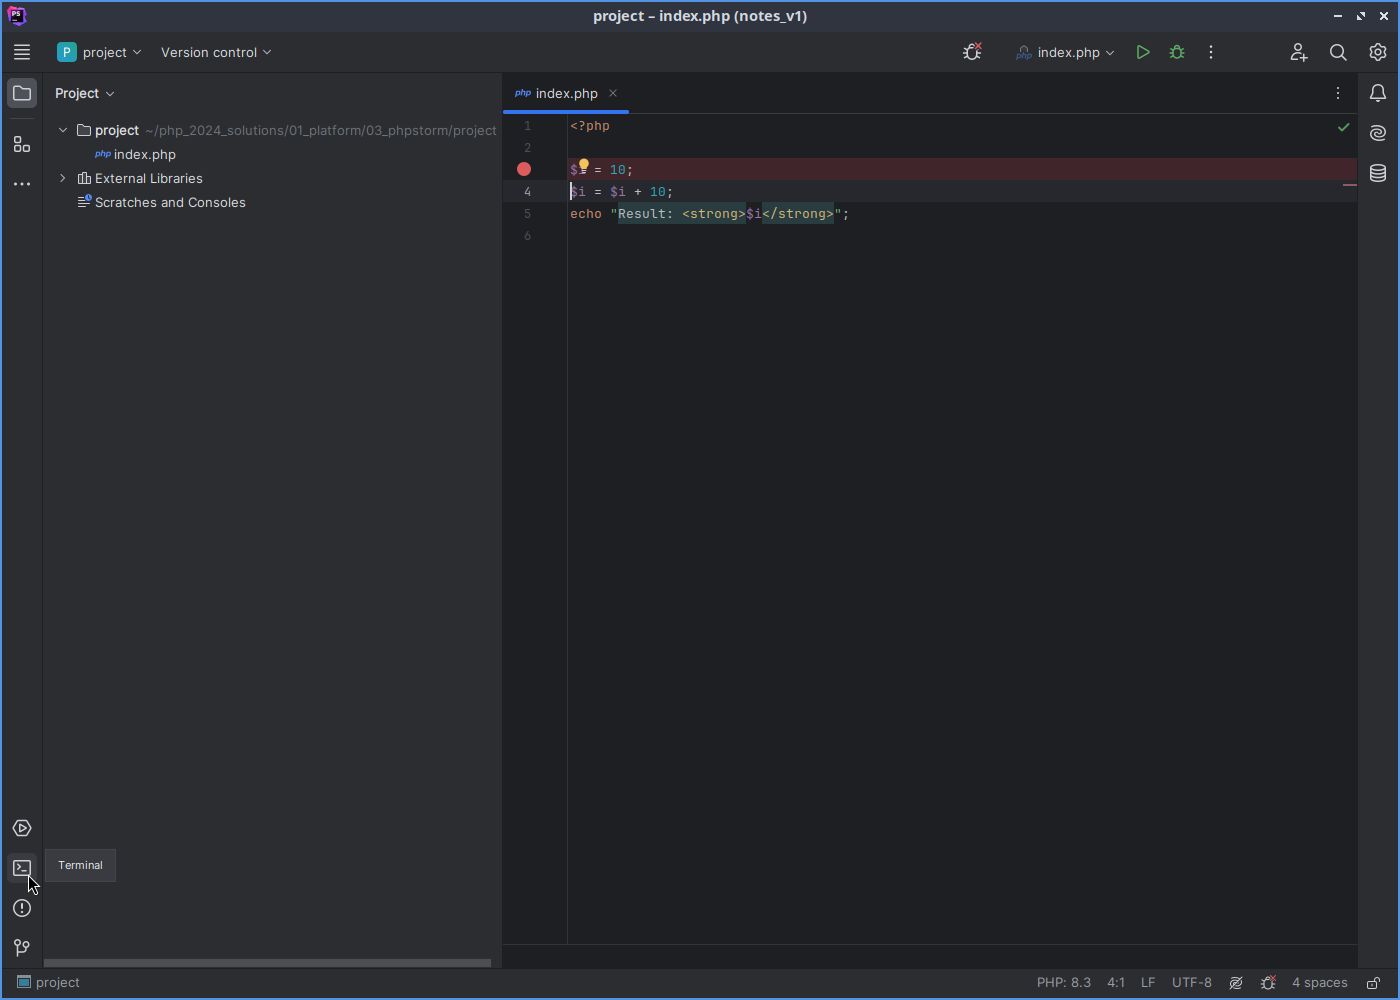 project – index.php (notes_v1)
P project Version control index.php
Project
php index.php
project ~/php_2024_solutions/01_platform/03_phpstorm/project
php index.php
External Libraries
Scratches and Consoles
1 <?php
2
= 10;
4 $i = $i + 10;
5 echo "Result: <strong>$i</strong>";
6
Terminal
project PHP: 8.3 4:1 LF UTF-8 4 spaces